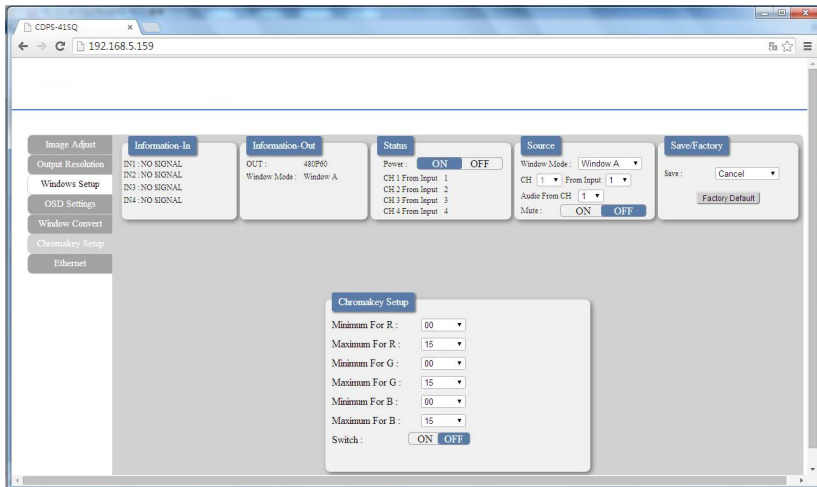 CDPS-41SQ
192.168.5.159
Image Adjust
Output Resolution
Windows Setup
OSD Settings
Window Convert
Chromakey Setup
Ethernet
Information-In
IN1 : NO SIGNAL
IN2 : NO SIGNAL
IN3 : NO SIGNAL
IN4 : NO SIGNAL
Information-Out
OUT : 480P60
Window Mode : Window A
Status
Power : ON OFF
CH 1 From Input 1
CH 2 From Input 2
CH 3 From Input 3
CH 4 From Input 4
Source
Window Mode : Window A
CH 1 From Input 1
Audio From CH 1
Mute : ON OFF
Save/Factory
Save : Cancel
Factory Default
Chromakey Setup
Minimum For R : 00
Maximum For R : 15
Minimum For G : 00
Maximum For G : 15
Minimum For B : 00
Maximum For B : 15
Switch : ON OFF